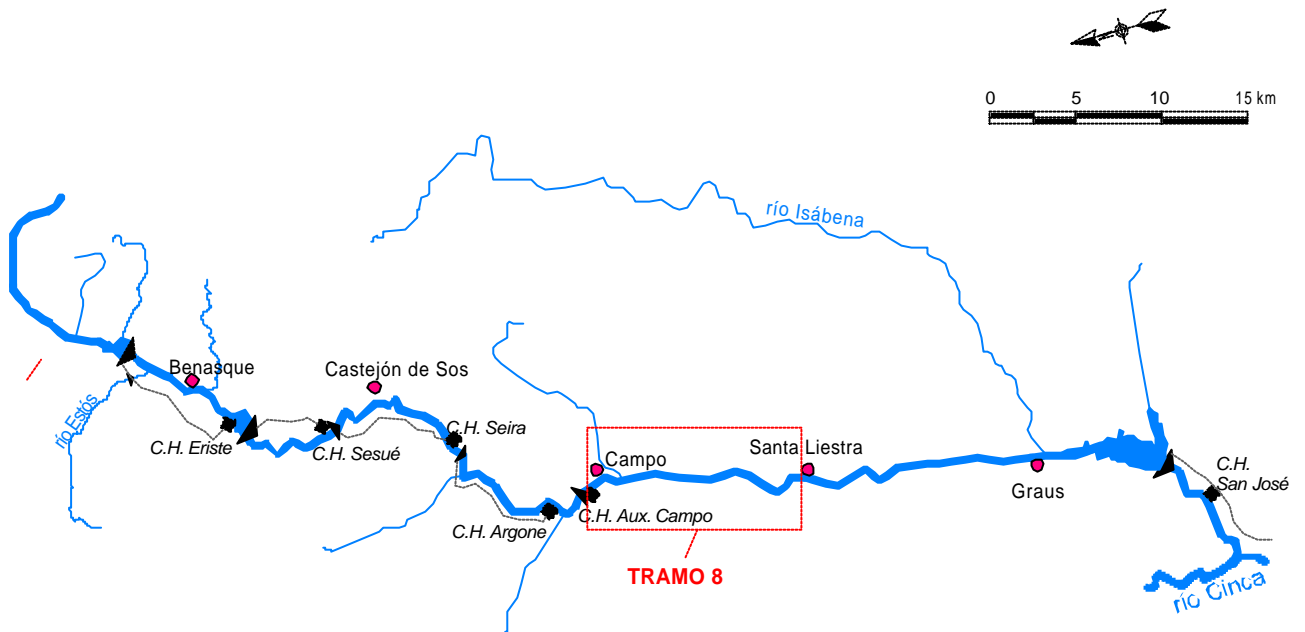 0 5 10 15 km
río Isábena
Benasque
Castejón de Sos
río Estós
C.H. Eriste
C.H. Sesué
C.H. Seira
Campo
Santa Liestra
C.H.
San José
Graus
C.H. Argone
C.H. Aux. Campo
TRAMO 8
río Cinca